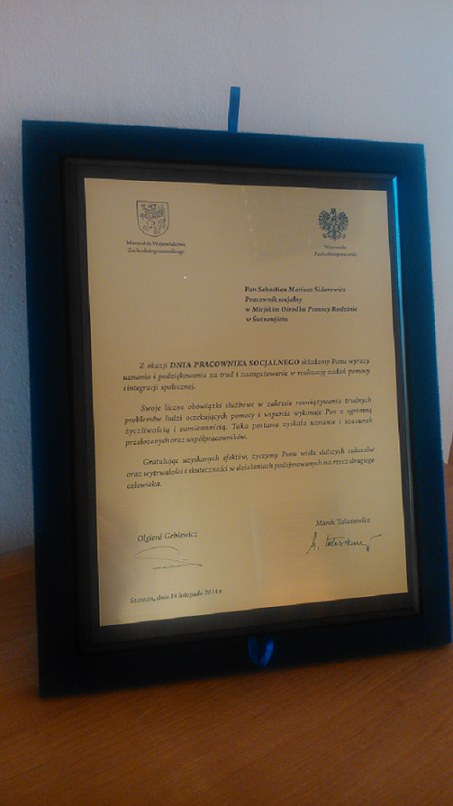 Marszałek Województwa
Zachodniopomorskiego
Wojewoda
Zachodniopomorski
Pan Sebastian Mariusz Sidorowicz
Pracownik socjalny
w Miejskim Ośrodku Pomocy Rodzinie
w Świnoujściu
Z okazji DNIA PRACOWNIKA SOCJALNEGO składamy Panu wyrazy
uznania i podziękowania za trud i zaangażowanie w realizację zadań pomocy
i integracji społecznej.
Swoje liczne obowiązki służbowe w zakresie rozwiązywania trudnych
problemów ludzi oczekujących pomocy i wsparcia wykonuje Pan z ogromną
życzliwością i sumiennością. Taka postawa zyskała uznanie i szacunek
przełożonych oraz współpracowników.
Gratulując uzyskanych efektów, życzymy Panu wielu dalszych sukcesów
oraz wytrwałości i skuteczności w działaniach podejmowanych na rzecz drugiego
człowieka.
Olgierd Geblewicz
Marek Tałasiewicz
Szczecin, dnia 14 listopada 2014 r.